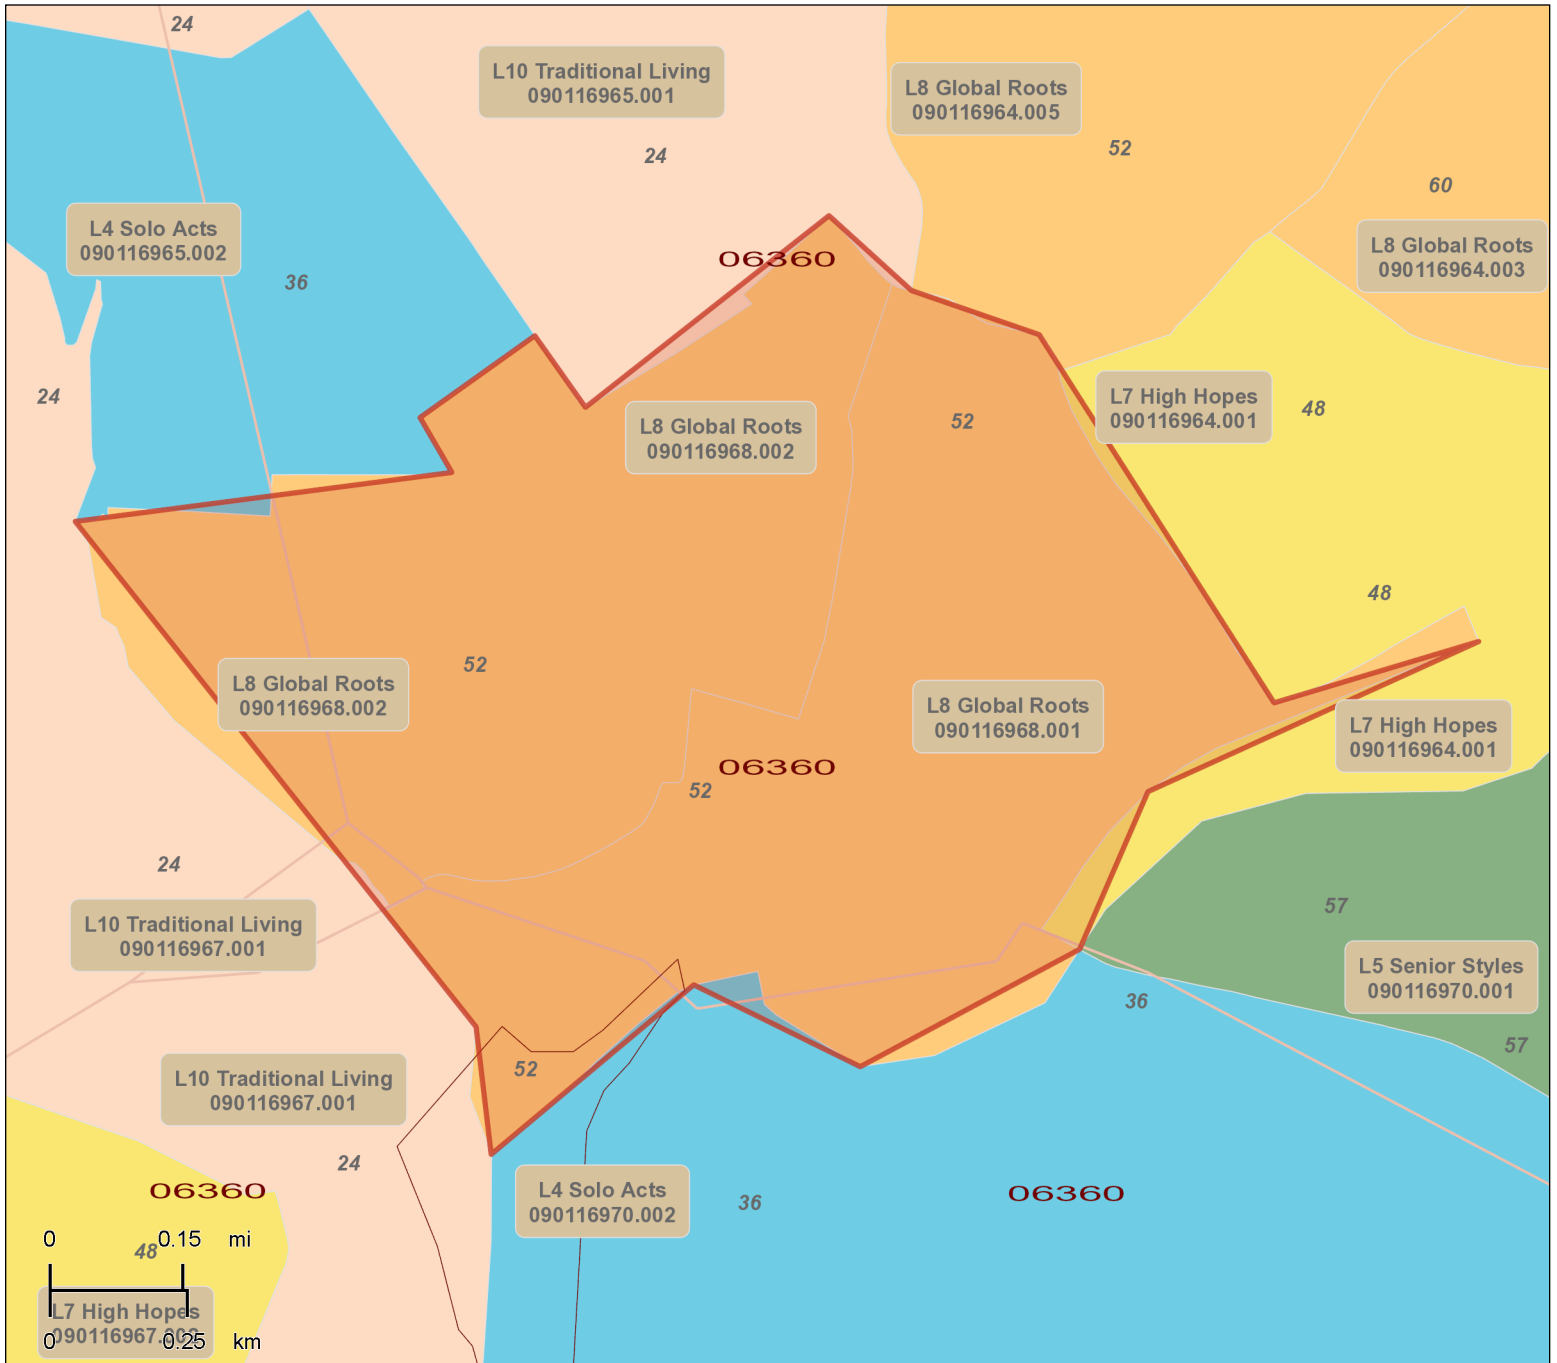 24
L10 Traditional Living
090116965.001
L8 Global Roots
090116964.005
24
52
60
L4 Solo Acts
090116965.002
L8 Global Roots
090116964.003
06360
36
24
L7 High Hopes
090116964.001
48
L8 Global Roots
090116968.002
52
48
52
L8 Global Roots
090116968.002
L8 Global Roots
090116968.001
L7 High Hopes
090116964.001
06360
52
24
57
L10 Traditional Living
090116967.001
L5 Senior Styles
090116970.001
36
57
52
L10 Traditional Living
090116967.001
24
06360
L4 Solo Acts
090116970.002
36
06360
0 0.15 mi
48
L7 High Hopes
090116967.002
0 0.25 km